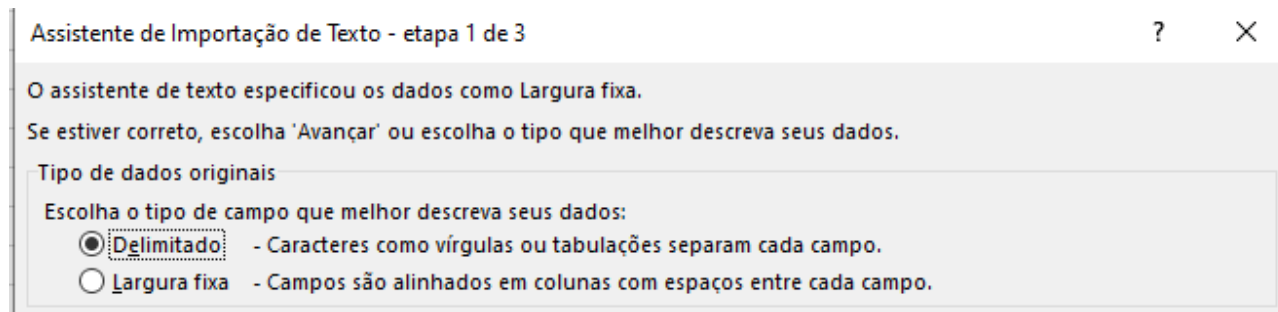 Assistente de Importação de Texto - etapa 1 de 3 ?
O assistente de texto especificou os dados como Largura fixa.
Se estiver correto, escolha 'Avançar' ou escolha o tipo que melhor descreva seus dados.
Tipo de dados originais
Escolha o tipo de campo que melhor descreva seus dados:
Delimitado - Caracteres como vírgulas ou tabulações separam cada campo.
Largura fixa - Campos são alinhados em colunas com espaços entre cada campo.